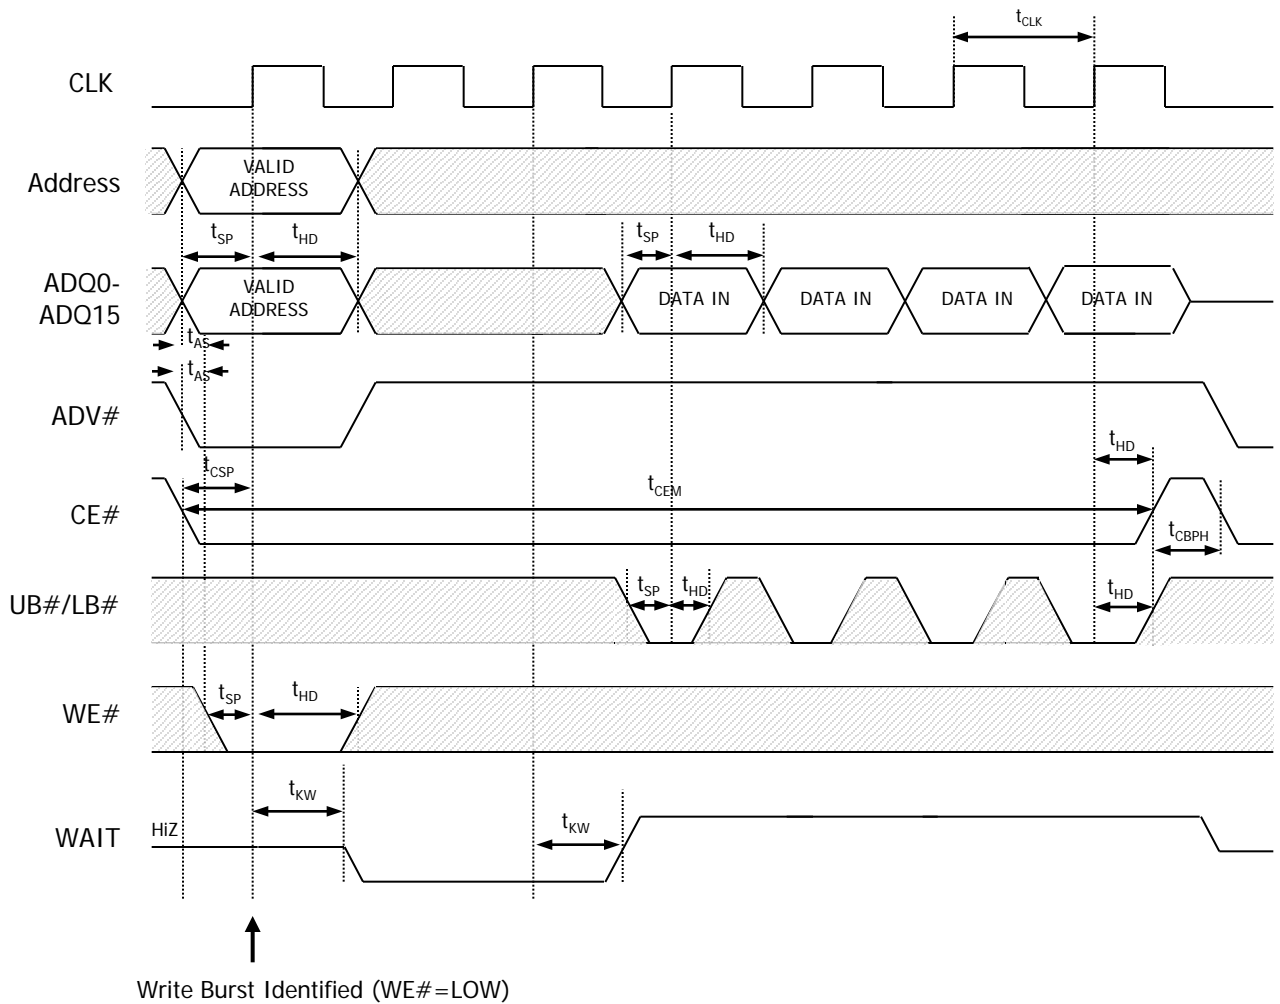 tCLK
CLK
Address
VALID
ADDRESS
tSP
tHD
tSP
tHD
ADQ0-
ADQ15
VALID
ADDRESS
DATA IN
DATA IN
DATA IN
DATA IN
tAS
tAS
ADV#
tHD
tCSP
tCEM
CE#
tCBPH
UB#/LB#
tSP
tHD
tHD
WE#
tSP
tHD
tKW
WAIT
HiZ
tKW
Write Burst Identified (WE#=LOW)